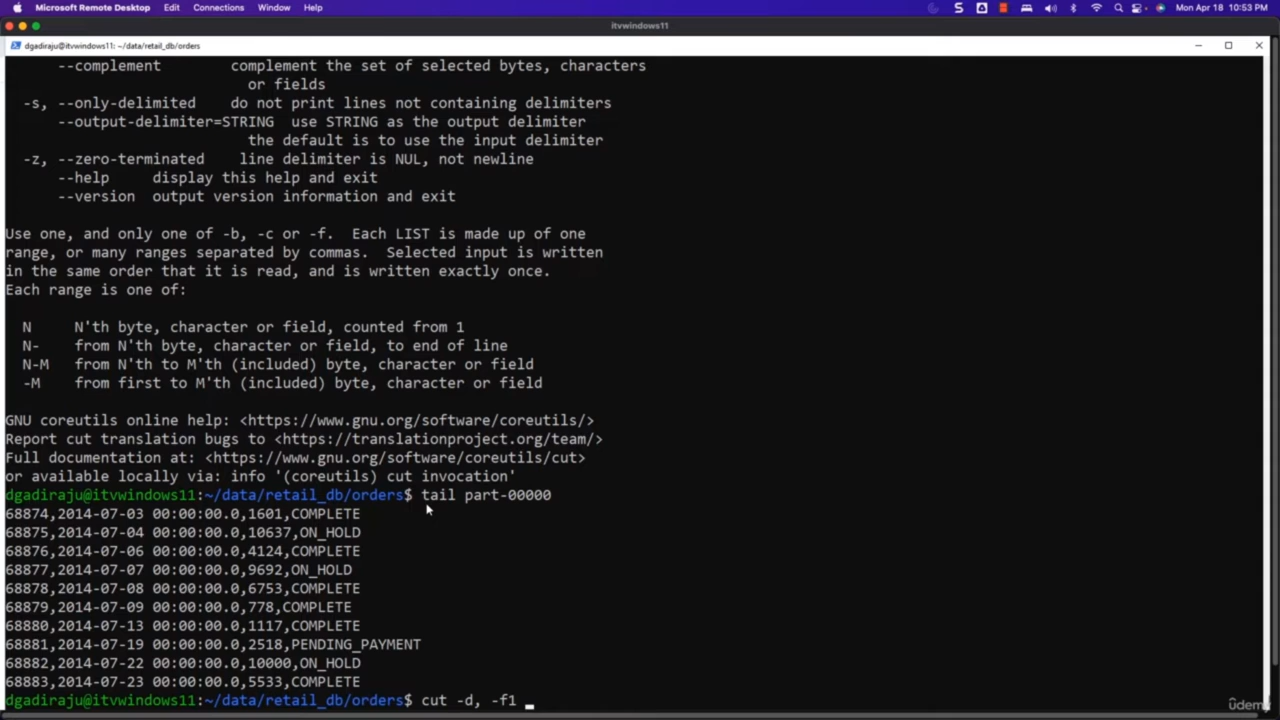 Microsoft Remote Desktop Edit Connections Window Help Mon Apr 18 10:53 PM
itvwindows11
dgadiraju@itvwindows11: ~/data/retail_db/orders
--complement complement the set of selected bytes, characters
or fields
-s, --only-delimited do not print lines not containing delimiters
--output-delimiter=STRING use STRING as the output delimiter
the default is to use the input delimiter
-z, --zero-terminated line delimiter is NUL, not newline
--help display this help and exit
--version output version information and exit
Use one, and only one of -b, -c or -f. Each LIST is made up of one
range, or many ranges separated by commas. Selected input is written
in the same order that it is read, and is written exactly once.
Each range is one of:
N N'th byte, character or field, counted from 1
N- from N'th byte, character or field, to end of line
N-M from N'th to M'th (included) byte, character or field
-M from first to M'th (included) byte, character or field
GNU coreutils online help: <https://www.gnu.org/software/coreutils/>
Report cut translation bugs to <https://translationproject.org/team/>
Full documentation at: <https://www.gnu.org/software/coreutils/cut>
or available locally via: info '(coreutils) cut invocation'
dgadiraju@itvwindows11:~/data/retail_db/orders$ tail part-00000
68874,2014-07-03 00:00:00.0,1601,COMPLETE
68875,2014-07-04 00:00:00.0,10637,ON_HOLD
68876,2014-07-06 00:00:00.0,4124,COMPLETE
68877,2014-07-07 00:00:00.0,9692,ON_HOLD
68878,2014-07-08 00:00:00.0,6753,COMPLETE
68879,2014-07-09 00:00:00.0,778,COMPLETE
68880,2014-07-13 00:00:00.0,1117,COMPLETE
68881,2014-07-19 00:00:00.0,2518,PENDING_PAYMENT
68882,2014-07-22 00:00:00.0,10000,ON_HOLD
68883,2014-07-23 00:00:00.0,5533,COMPLETE
dgadiraju@itvwindows11:~/data/retail_db/orders$ cut -d, -f1
udemy